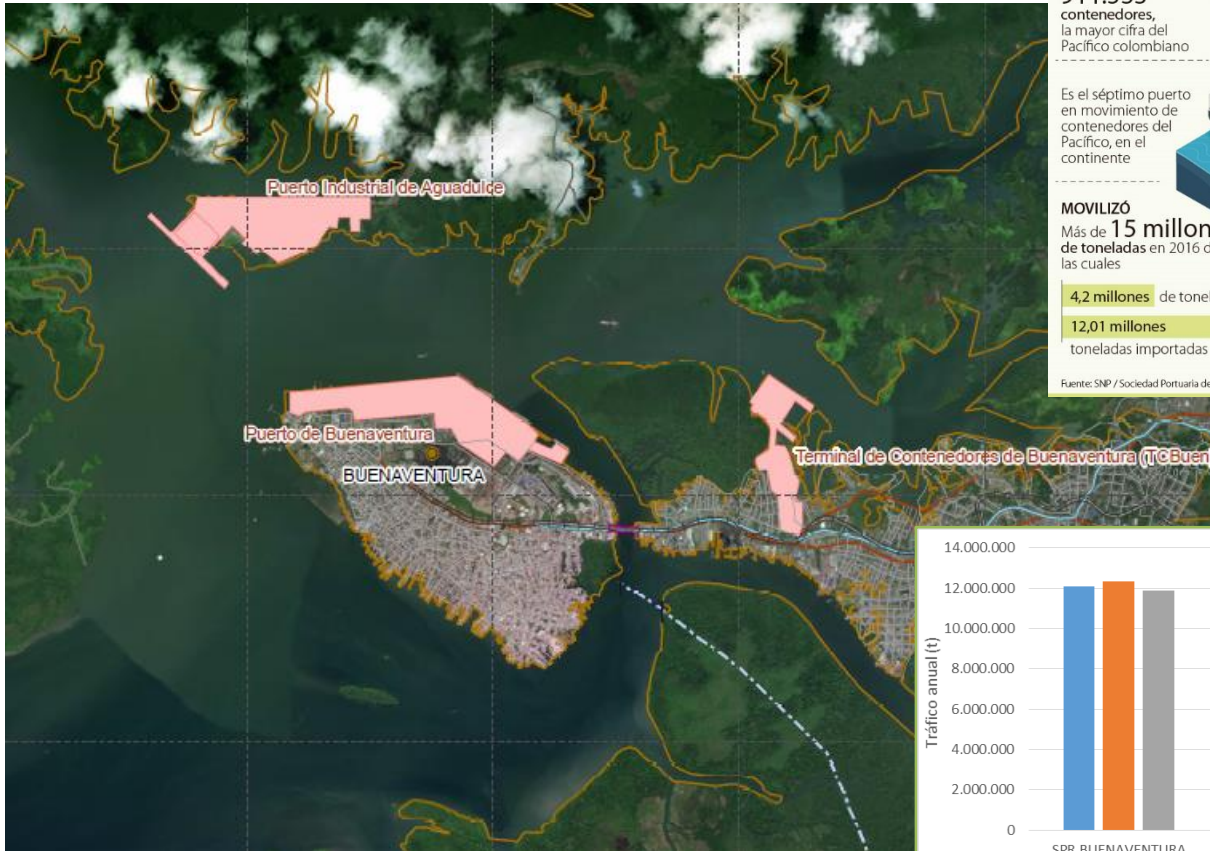 contenedores,
la mayor cifra del
Pacífico colombiano
Es el séptimo puerto
en movimiento de
contenedores del
Pacífico, en el
continente
MOVILIZÓ
Más de 15 millon
de toneladas en 2016 d
las cuales
4,2 millones de tonel
12,01 millones
toneladas importadas
Fuente: SNP / Sociedad Portuaria de
Puerto Industrial de Aguadulce
Puerto de Buenaventura
BUENAVENTURA
Terminal de Contenedores de Buenaventura (TCBuen
Tráfico anual (t)
14.000.000
12.000.000
10.000.000
8.000.000
6.000.000
4.000.000
2.000.000
0
SPR BUENAVENTURA